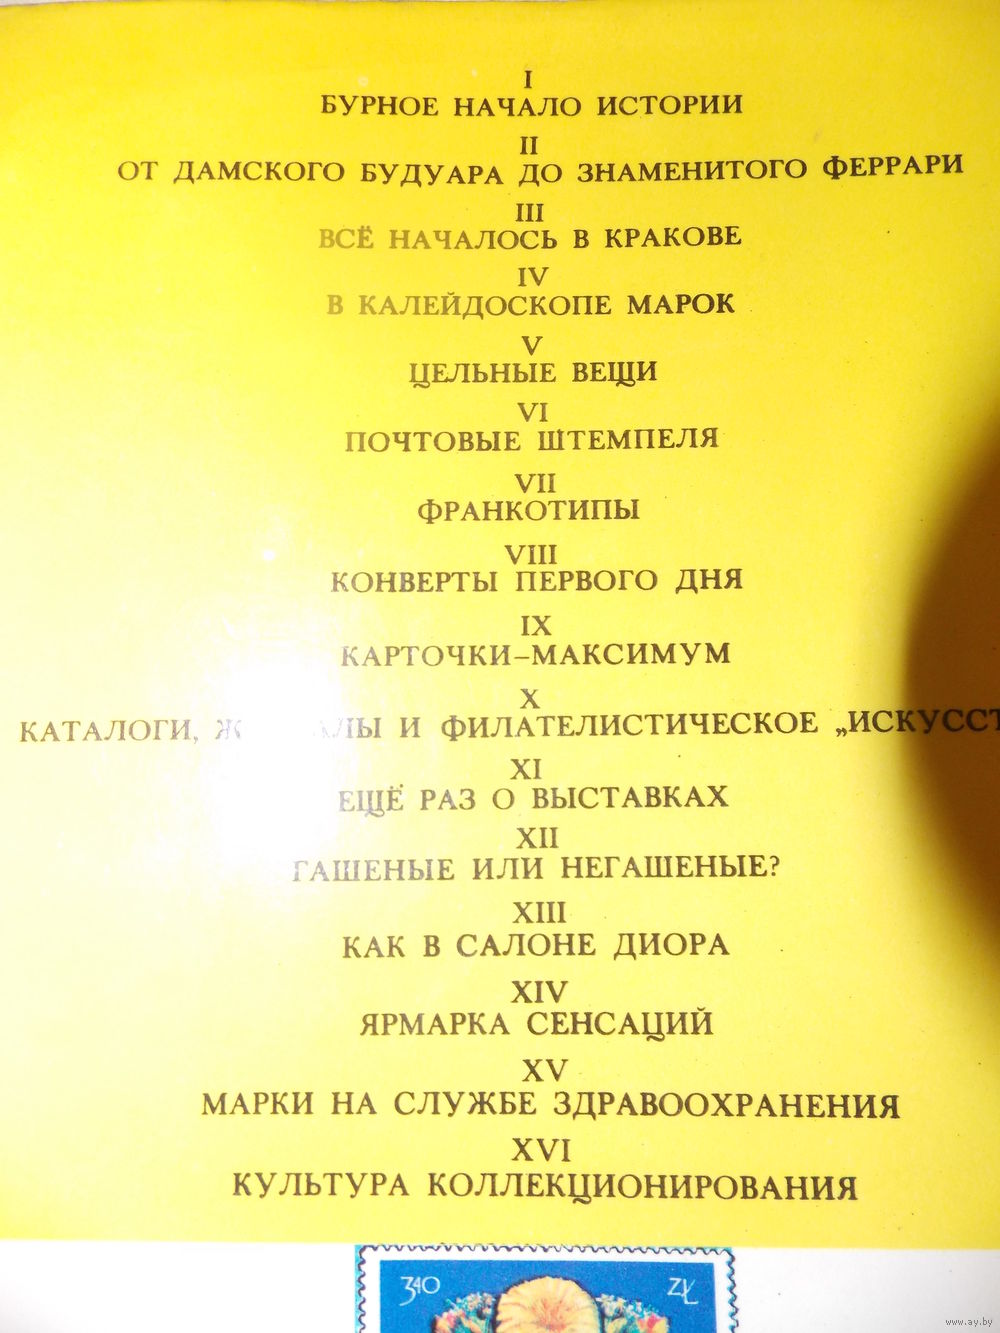 I
БУРНОЕ НАЧАЛО ИСТОРИИ
II
ОТ ДАМСКОГО БУДУАРА ДО ЗНАМЕНИТОГО ФЕРРАРИ
III
ВСЁ НАЧАЛОСЬ В КРАКОВЕ
IV
В КАЛЕЙДОСКОПЕ МАРОК
V
ЦЕЛЬНЫЕ ВЕЩИ
VI
ПОЧТОВЫЕ ШТЕМПЕЛЯ
VII
ФРАНКОТИПЫ
VIII
КОНВЕРТЫ ПЕРВОГО ДНЯ
IX
КАРТОЧКИ-МАКСИМУМ
X
КАТАЛОГИ, И ФИЛАТЕЛИСТИЧЕСКОЕ
XI
ЕЩЁ РАЗ О ВЫСТАВКАХ
XII
ГАШЕНЫЕ ИЛИ НЕГАШЕНЫЕ?
XIII
КАК В САЛОНЕ ДИОРА
XIV
ЯРМАРКА СЕНСАЦИЙ
XV
МАРКИ НА СЛУЖБЕ ЗДРАВООХРАНЕНИЯ
XVI
КУЛЬТУРА КОЛЛЕКЦИОНИРОВАНИЯ
340 ZŁ
www.ay.by